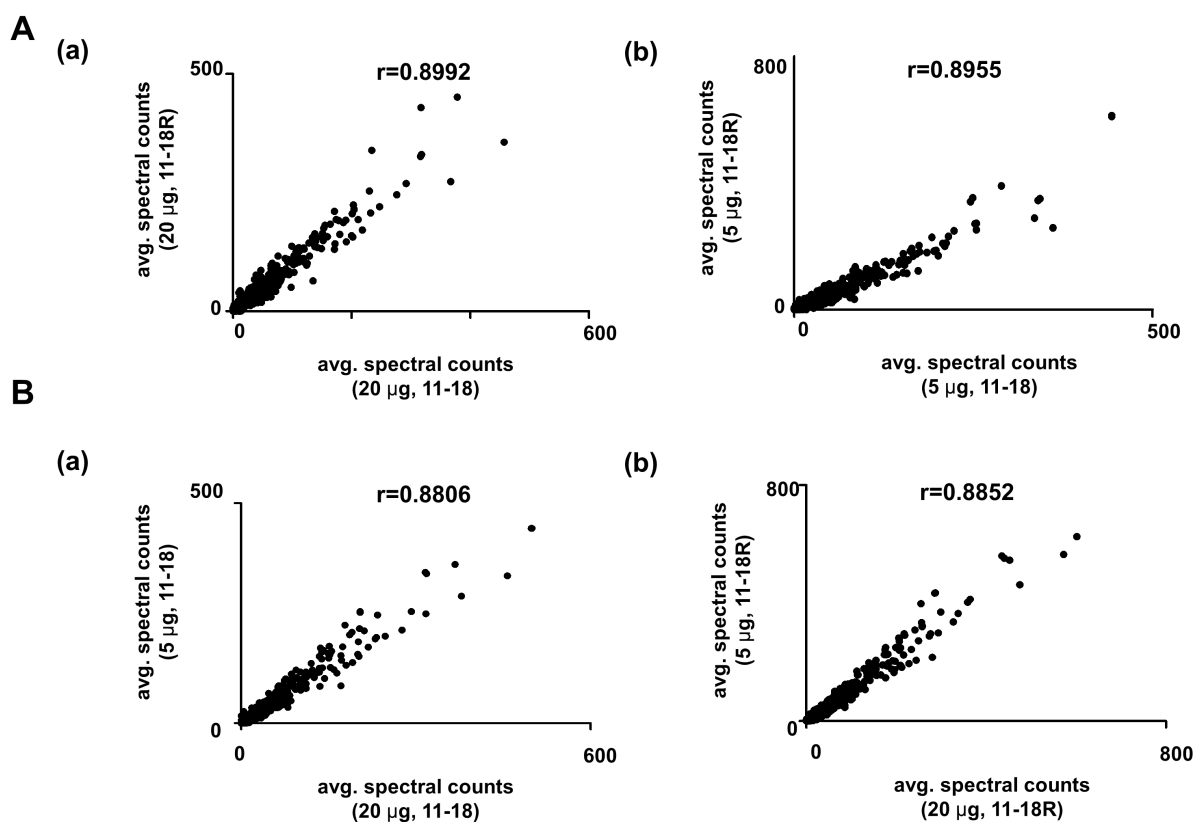 A
(a)
r=0.8992
500
avg. spectral counts
(20 µg, 11-18R)
0
0
600
avg. spectral counts
(20 µg, 11-18)
(b)
r=0.8955
800
avg. spectral counts
(5 µg, 11-18R)
0
0
500
avg. spectral counts
(5 µg, 11-18)
B
(a)
r=0.8806
500
avg. spectral counts
(5 µg, 11-18)
0
0
600
avg. spectral counts
(20 µg, 11-18)
(b)
r=0.8852
800
avg. spectral counts
(5 µg, 11-18R)
0
0
800
avg. spectral counts
(20 µg, 11-18R)